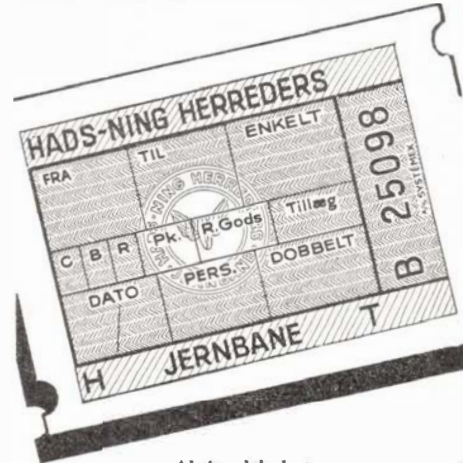 HADS-NING HERREDERS
FRA TIL ENKELT
C B R Pk. R.Gods Tillæg
DATO PERS. DOBBELT
H JERNBANE T
B 25098